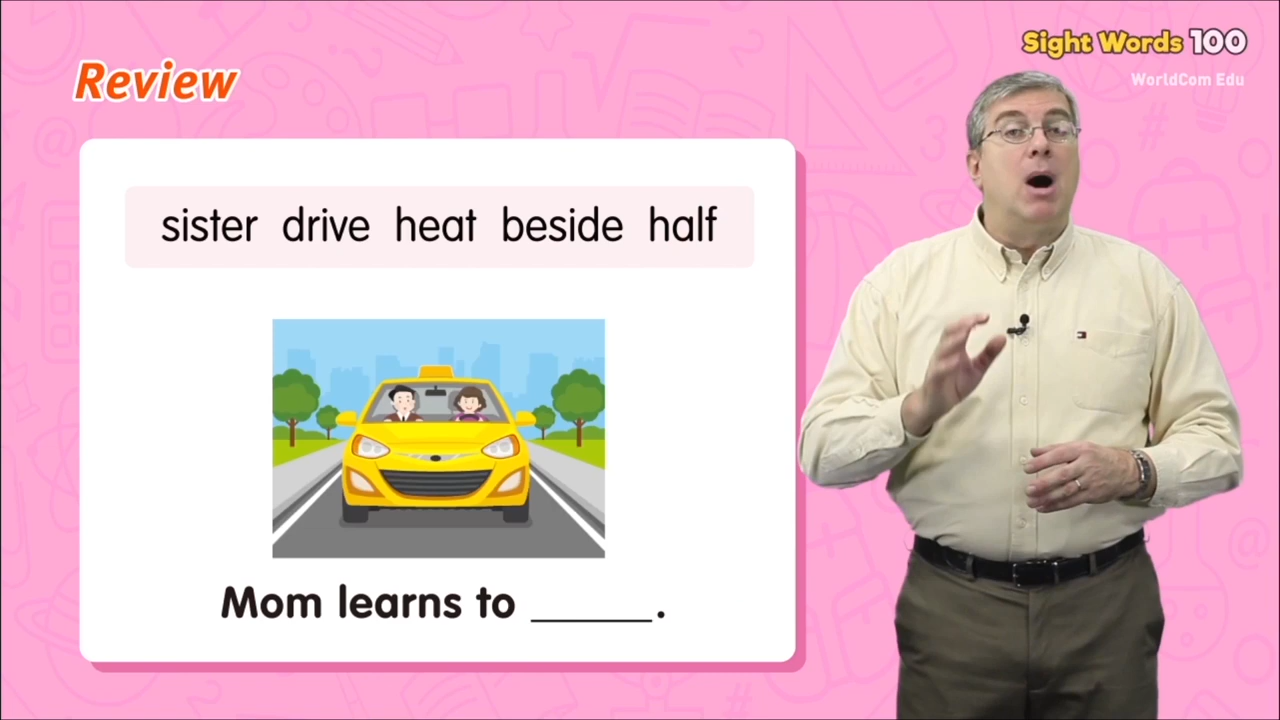 Sight Words 100
WorldCom Edu
Review
sister drive heat beside half
Mom learns to ______.